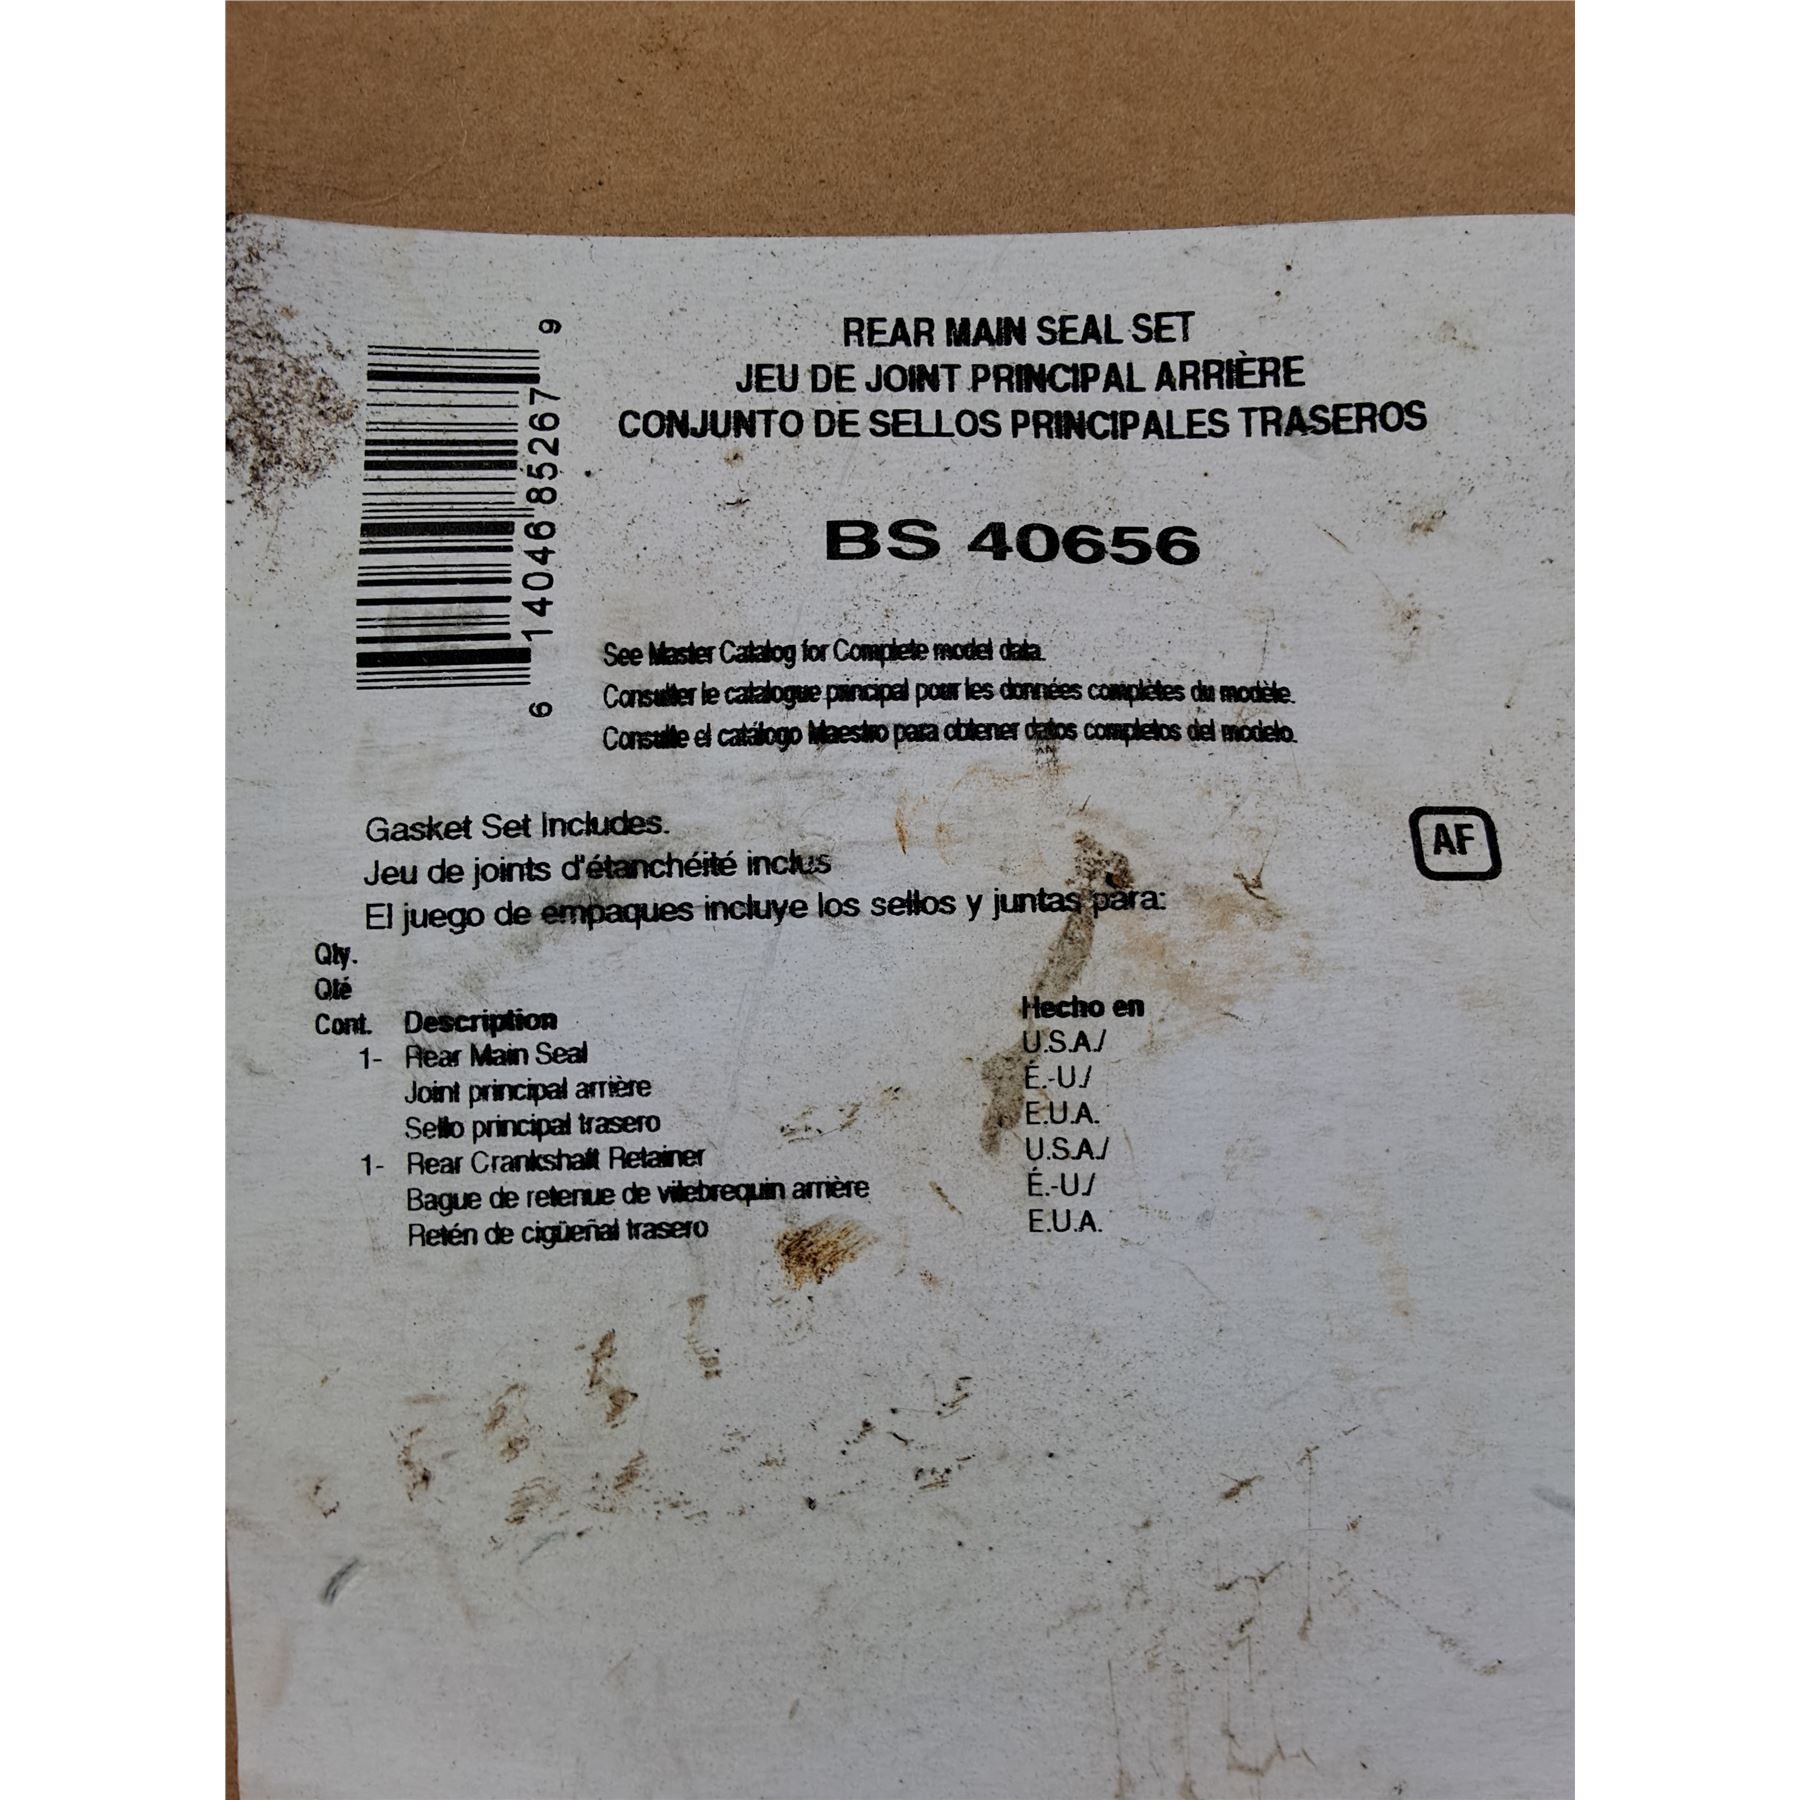 REAR MAIN SEAL SET
JEU DE JOINT PRINCIPAL ARRIÈRE
CONJUNTO DE SELLOS PRINCIPALES TRASEROS
6 14046 85267 9
BS 40656
See Master Catalog for Complete model data.
Consulter le catalogue principal pour les données complètes du modèle.
Consulte el catálogo Maestro para obtener datos completos del modelo.
Gasket Set Includes.
Jeu de joints d'étanchéité inclus
El juego de empaques incluye los sellos y juntas para:
AF
Qty.
Qté
Cont. Description Hecho en
1- Rear Main Seal U.S.A./
Joint principal arrière É.-U./
Sello principal trasero E.U.A.
1- Rear Crankshaft Retainer U.S.A./
Bague de retenue de vilebrequin arrière É.-U./
Retén de cigüeñal trasero E.U.A.